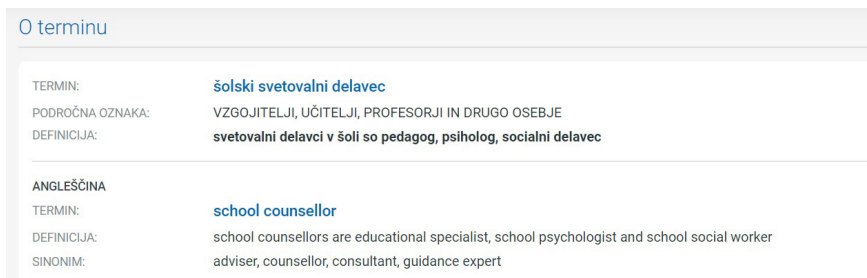 O terminu
TERMIN: šolski svetovalni delavec
PODROČNA OZNAKA: VZGOJITELJI, UČITELJI, PROFESORJI IN DRUGO OSEBJE
DEFINICIJA: svetovalni delavci v šoli so pedagog, psiholog, socialni delavec
ANGLEŠČINA
TERMIN: school counsellor
DEFINICIJA: school counsellors are educational specialist, school psychologist and school social worker
SINONIM: adviser, counsellor, consultant, guidance expert